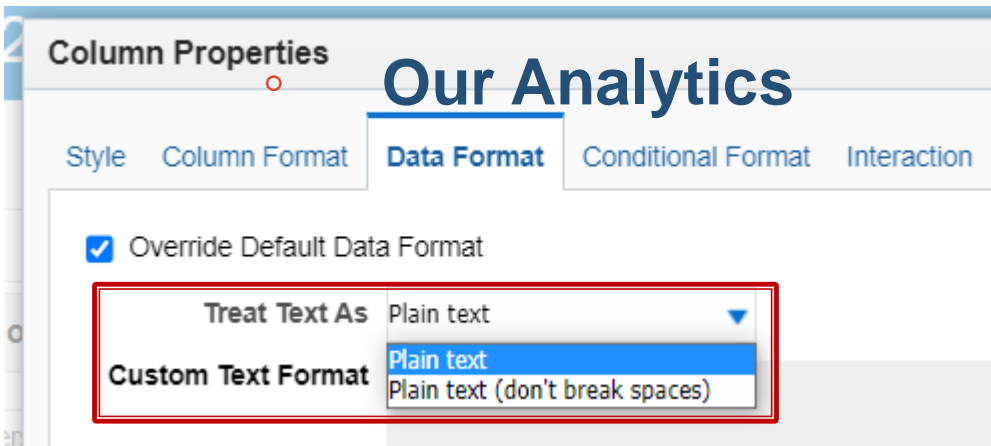 2
Column Properties
Our Analytics
Style Column Format Data Format Conditional Format Interaction
Override Default Data Format
Treat Text As Plain text
Plain text
Custom Text Format
Plain text (don't break spaces)